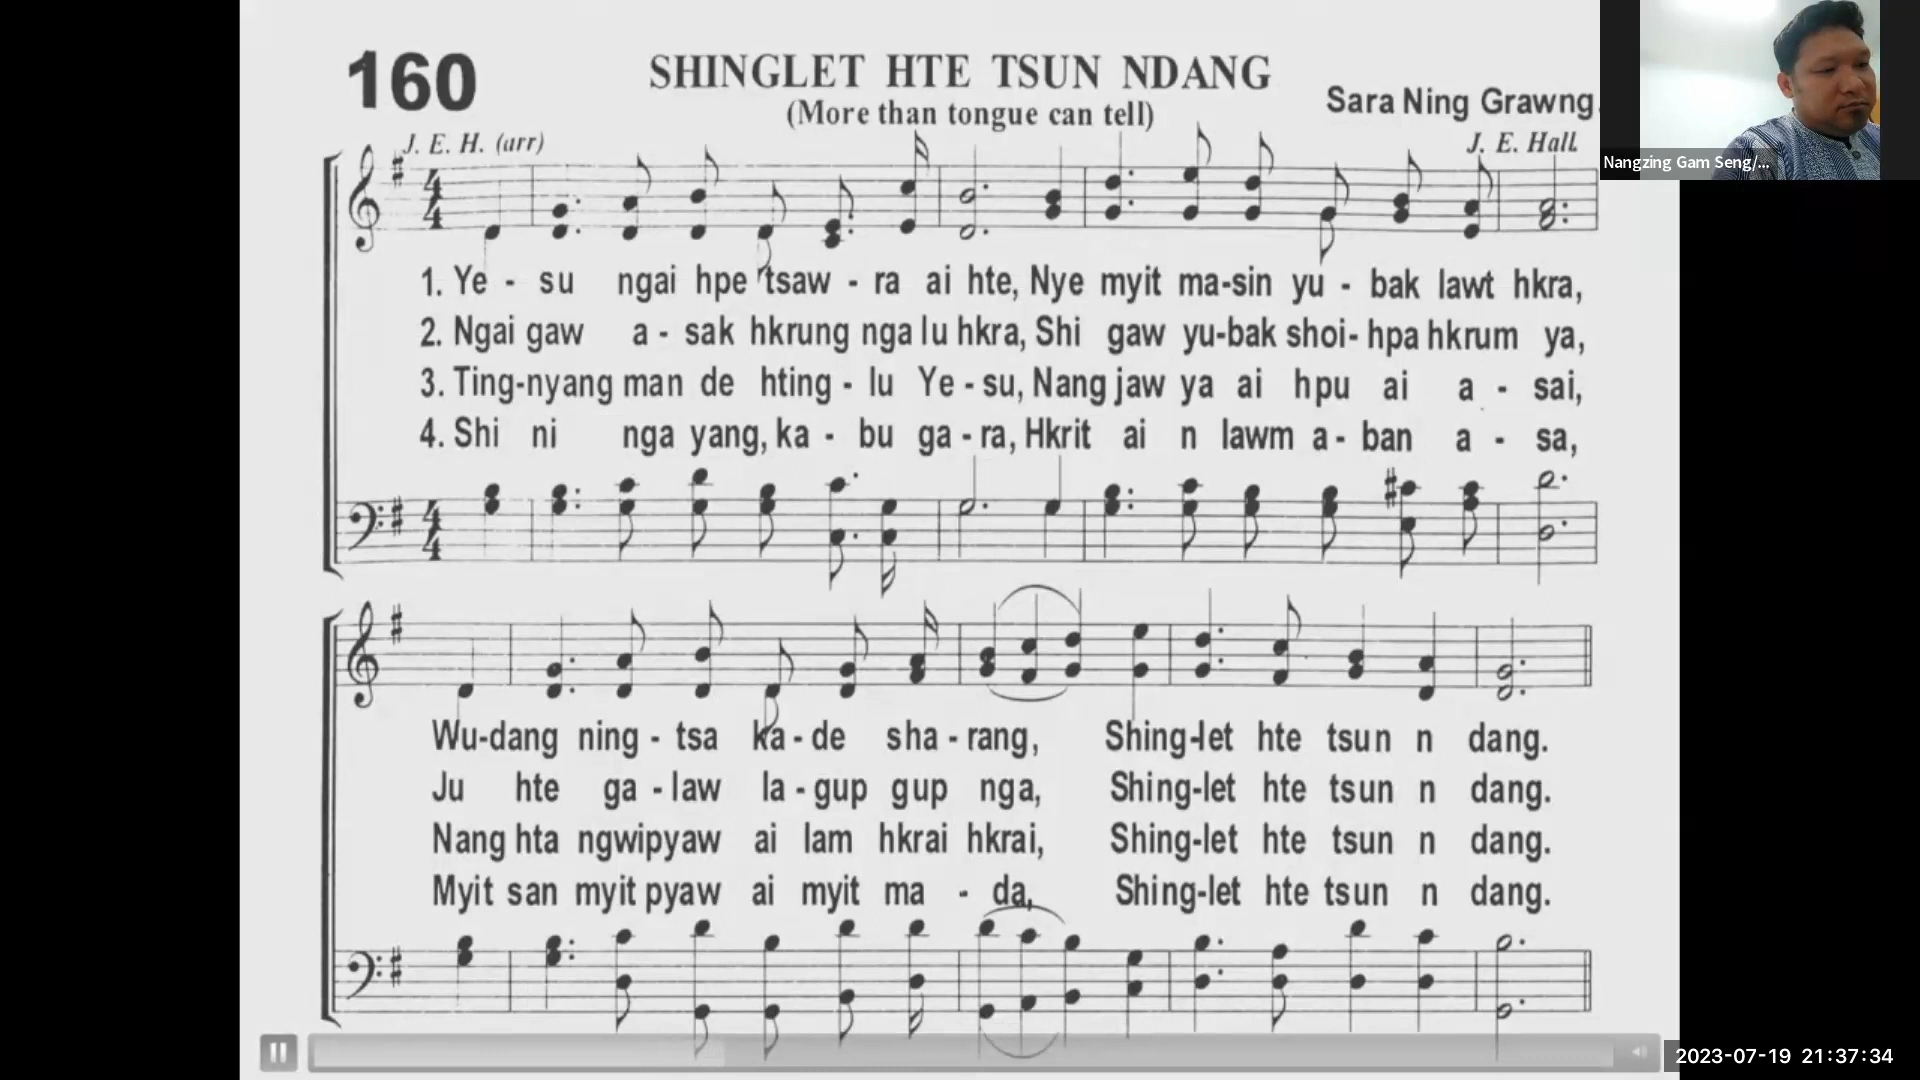 160
SHINGLET HTE TSUN NDANG
(More than tongue can tell)
Sara Ning Grawng.
J. E. H. (arr)
J. E. Hall
Nangzing Gam Seng/...
4
4
1. Ye - su ngai hpe tsaw - ra ai hte, Nye myit ma-sin yu - bak lawt hkra,
2. Ngai gaw a - sak hkrung nga lu hkra, Shi gaw yu-bak shoi- hpa hkrum ya,
3. Ting-nyang man de hting - lu Ye - su, Nang jaw ya ai hpu ai a - sai,
4. Shi ni nga yang, ka - bu ga - ra, Hkrit ai n lawm a - ban a - sa,
4
4
Wu-dang ning - tsa ka - de sha - rang, Shing-let hte tsun n dang.
Ju hte ga - law la - gup gup nga, Shing-let hte tsun n dang.
Nang hta ngwipyaw ai lam hkrai hkrai, Shing-let hte tsun n dang.
Myit san myit pyaw ai myit ma - da, Shing-let hte tsun n dang.
2023-07-19 21:37:34